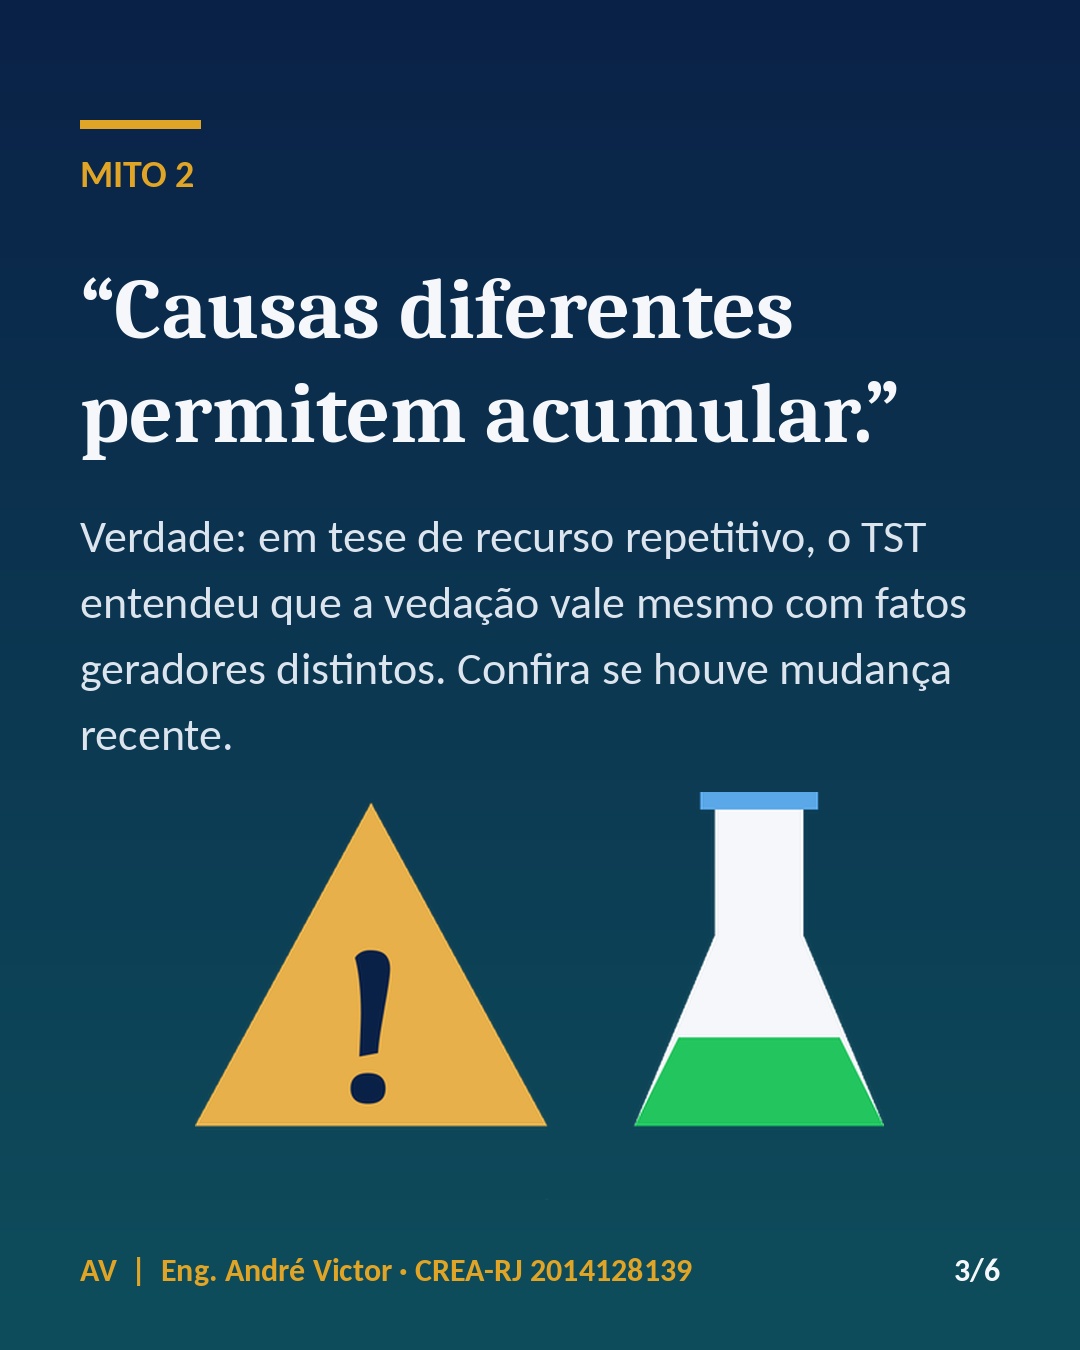 MITO 2
“Causas diferentes
permitem acumular.”
Verdade: em tese de recurso repetitivo, o TST
entendeu que a vedação vale mesmo com fatos
geradores distintos. Confira se houve mudança
recente.
!
AV | Eng. André Victor · CREA-RJ 2014128139
3/6